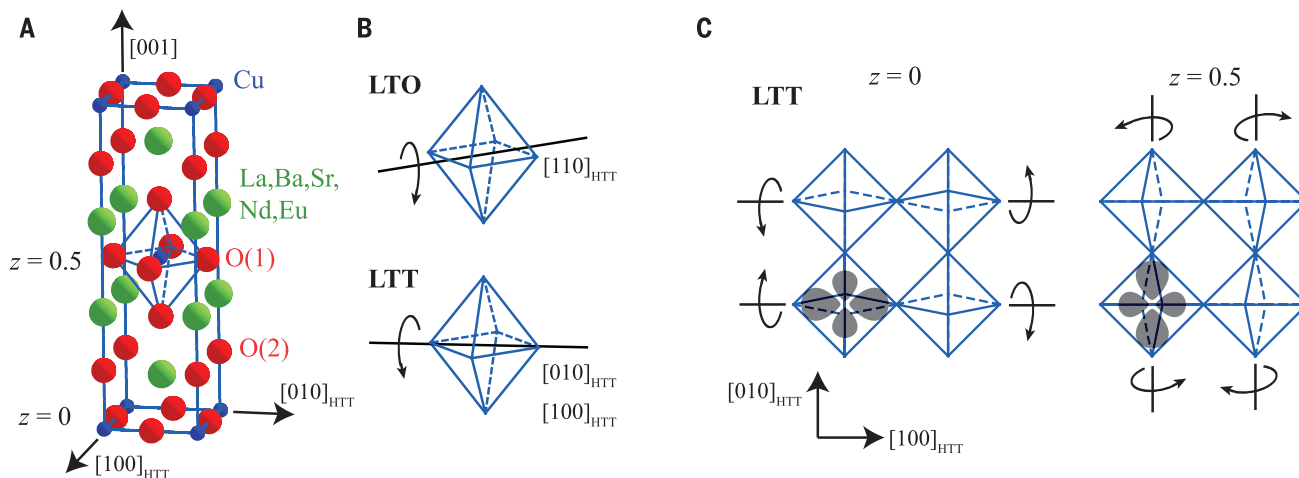 A
[001]
Cu
La,Ba,Sr,
Nd,Eu
z = 0.5
O(1)
O(2)
z = 0
[010]HTT
[100]HTT
B
LTO
[110]HTT
LTT
[010]HTT
[100]HTT
C
z = 0
z = 0.5
LTT
[010]HTT
[100]HTT